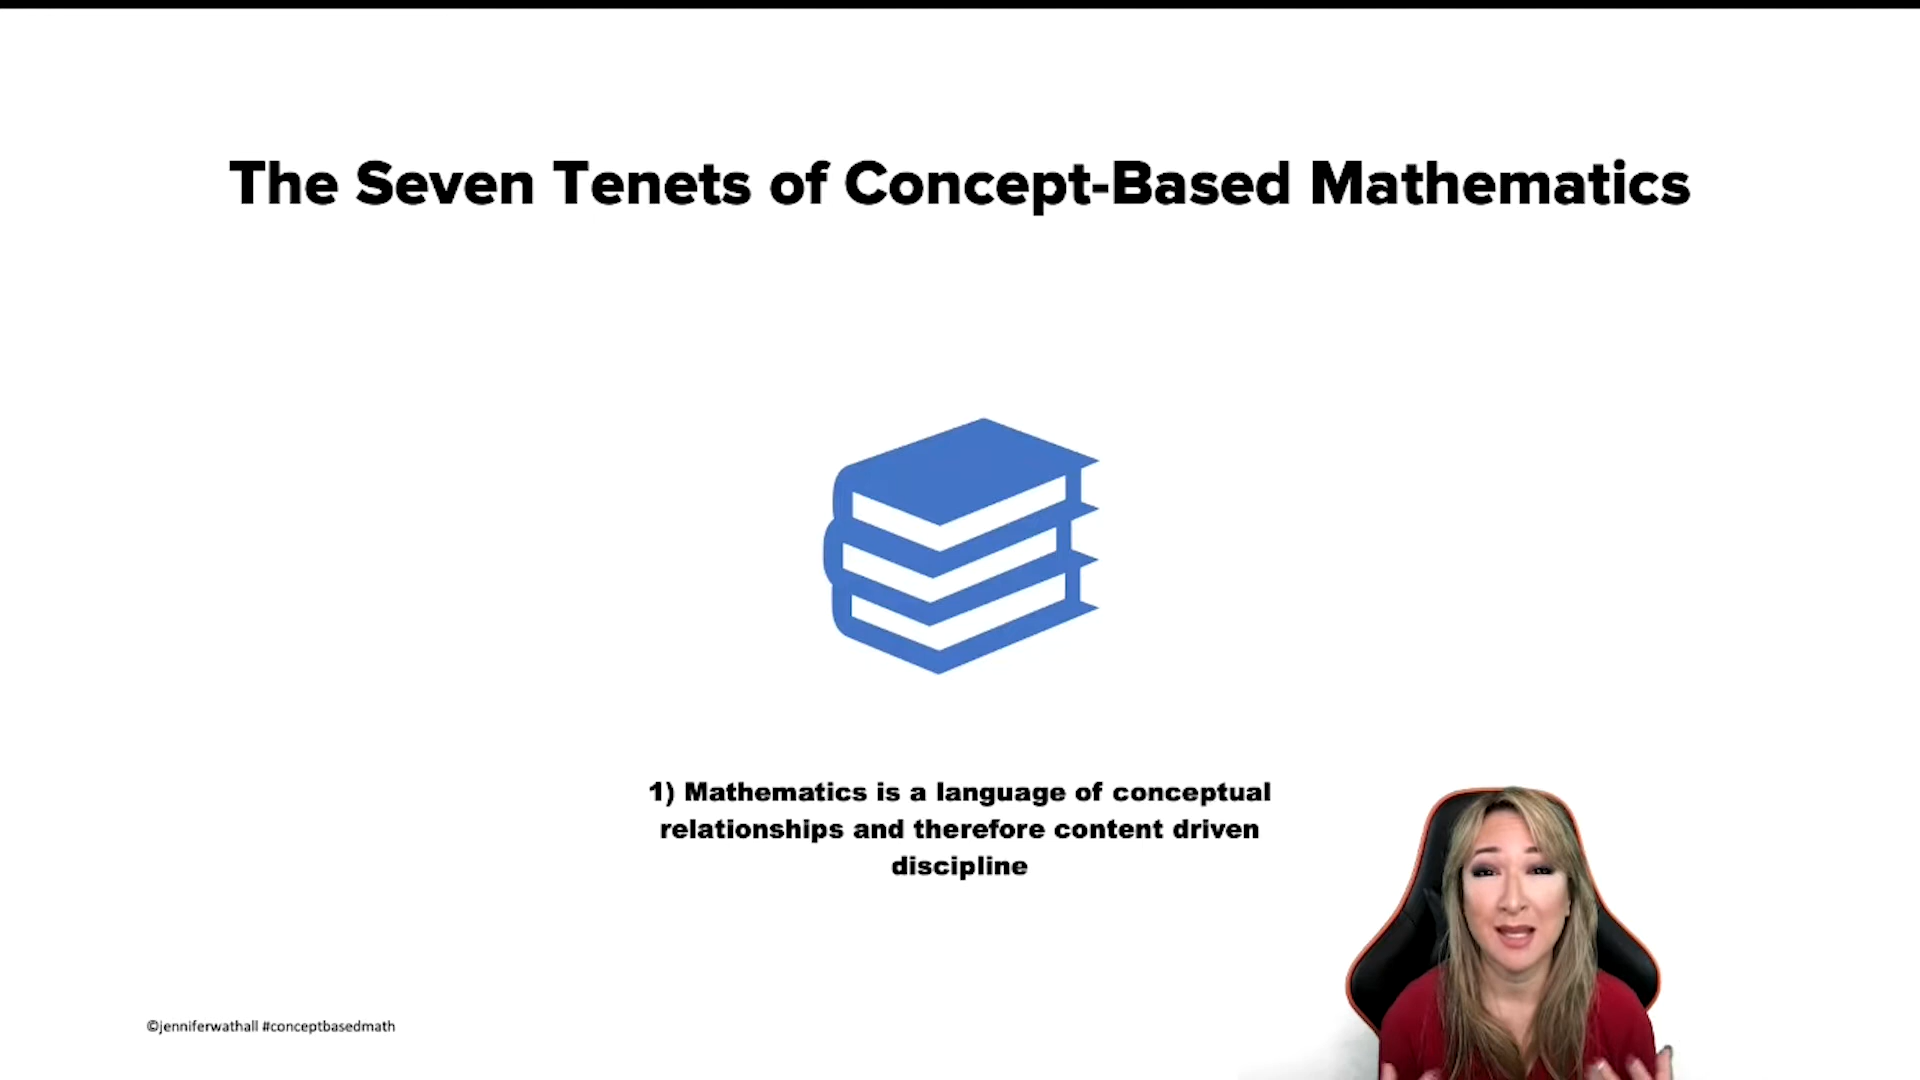 The Seven Tenets of Concept-Based Mathematics
1) Mathematics is a language of conceptual
relationships and therefore content driven
discipline
©jenniferwathall #conceptbasedmath